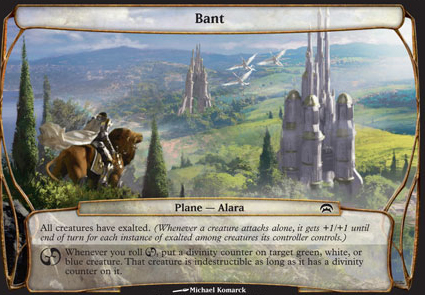 Bant
Plane — Alara
All creatures have exalted. (Whenever a creature attacks alone, it gets +1/+1 until
end of turn for each instance of exalted among creatures its controller controls.)
Whenever you roll , put a divinity counter on target green, white, or
blue creature. That creature is indestructible as long as it has a divinity
counter on it.
Michael Komarck